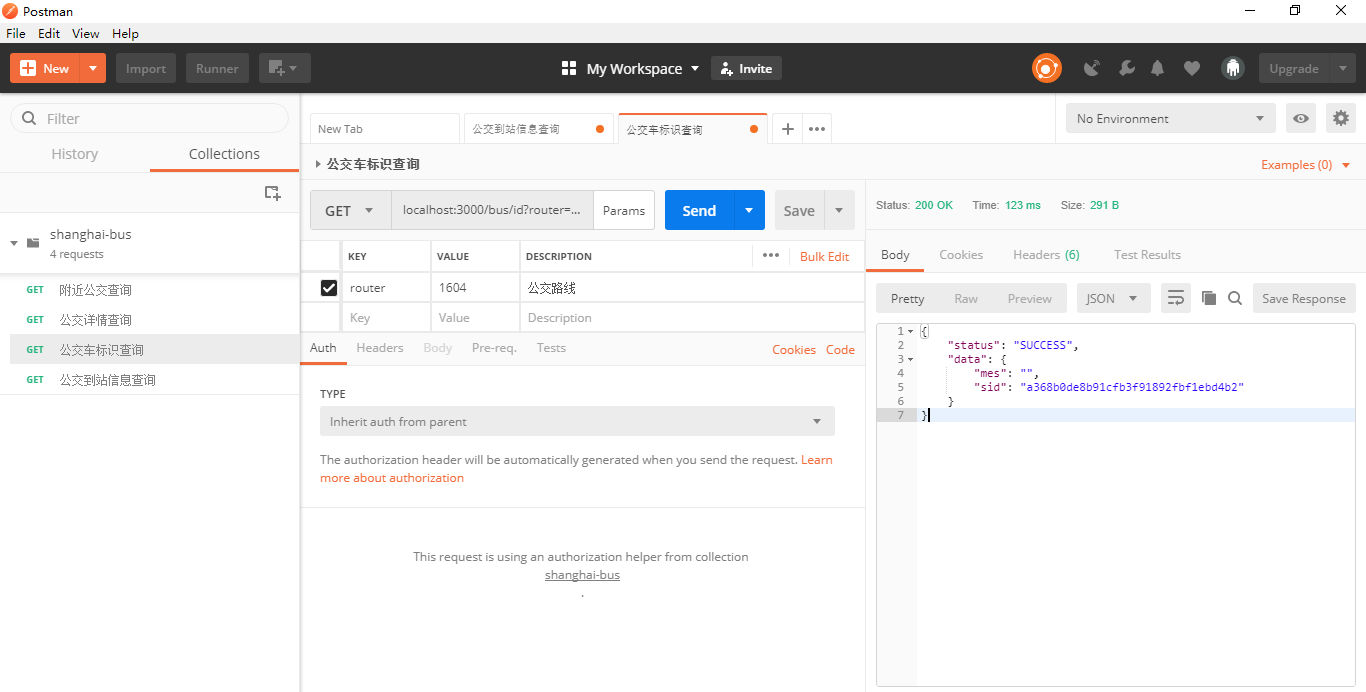 Postman
File Edit View Help
New Import Runner My Workspace Invite Upgrade
Filter
History Collections
shanghai-bus
4 requests
GET 附近公交查询
GET 公交详情查询
GET 公交车标识查询
GET 公交到站信息查询
New Tab 公交到站信息查询 公交车标识查询 + •••
No Environment
公交车标识查询
Examples (0)
GET localhost:3000/bus/id?router=... Params Send Save
KEY VALUE DESCRIPTION ••• Bulk Edit
router 1604 公交路线
Key Value Description
Auth Headers Body Pre-req. Tests Cookies Code
TYPE
Inherit auth from parent
The authorization header will be automatically generated when you send the request. Learn
more about authorization
This request is using an authorization helper from collection
shanghai-bus
.
Status: 200 OK Time: 123 ms Size: 291 B
Body Cookies Headers (6) Test Results
Pretty Raw Preview JSON Save Response
1 {
2 "status": "SUCCESS",
3 "data": {
4 "mes": "",
5 "sid": "a368b0de8b91cfb3f91892fbf1ebd4b2"
6 }
7 }